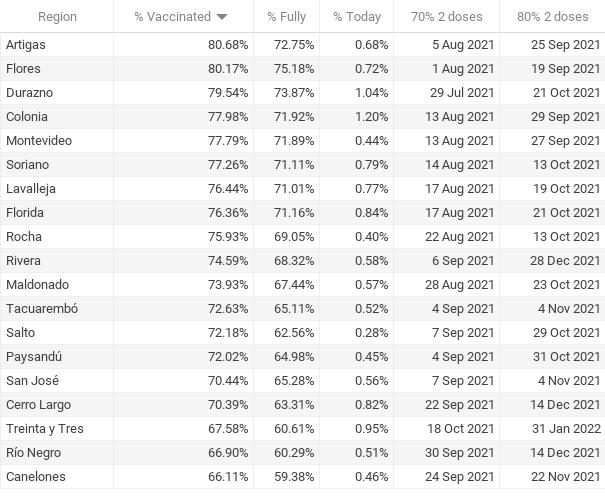 Region % Vaccinated % Fully % Today 70% 2 doses 80% 2 doses
Artigas 80.68% 72.75% 0.68% 5 Aug 2021 25 Sep 2021
Flores 80.17% 75.18% 0.72% 1 Aug 2021 19 Sep 2021
Durazno 79.54% 73.87% 1.04% 29 Jul 2021 21 Oct 2021
Colonia 77.98% 71.92% 1.20% 13 Aug 2021 29 Sep 2021
Montevideo 77.79% 71.89% 0.44% 13 Aug 2021 27 Sep 2021
Soriano 77.26% 71.11% 0.79% 14 Aug 2021 13 Oct 2021
Lavalleja 76.44% 71.01% 0.77% 17 Aug 2021 19 Oct 2021
Florida 76.36% 71.16% 0.84% 17 Aug 2021 21 Oct 2021
Rocha 75.93% 69.05% 0.40% 22 Aug 2021 13 Oct 2021
Rivera 74.59% 68.32% 0.58% 6 Sep 2021 28 Dec 2021
Maldonado 73.93% 67.44% 0.57% 28 Aug 2021 23 Oct 2021
Tacuarembó 72.63% 65.11% 0.52% 4 Sep 2021 4 Nov 2021
Salto 72.18% 62.56% 0.28% 7 Sep 2021 29 Oct 2021
Paysandú 72.02% 64.98% 0.45% 4 Sep 2021 31 Oct 2021
San José 70.44% 65.28% 0.56% 7 Sep 2021 4 Nov 2021
Cerro Largo 70.39% 63.31% 0.82% 22 Sep 2021 14 Dec 2021
Treinta y Tres 67.58% 60.61% 0.95% 18 Oct 2021 31 Jan 2022
Río Negro 66.90% 60.29% 0.51% 30 Sep 2021 14 Dec 2021
Canelones 66.11% 59.38% 0.46% 24 Sep 2021 22 Nov 2021